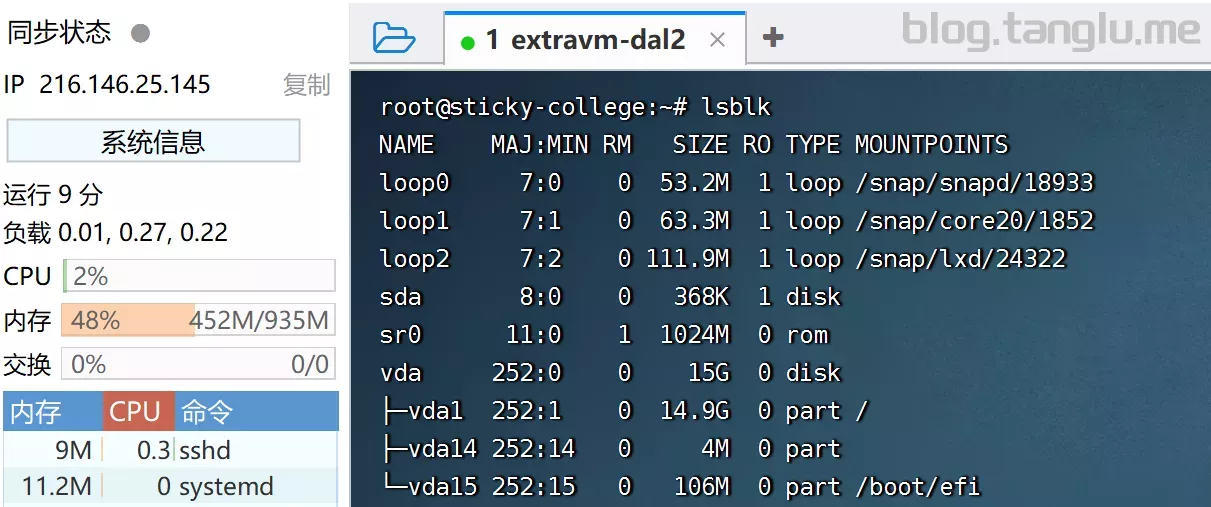 同步状态
IP 216.146.25.145 复制
系统信息
运行 9 分
负载 0.01, 0.27, 0.22
CPU 2%
内存 48% 452M/935M
交换 0% 0/0
内存 CPU 命令
9M 0.3 sshd
11.2M 0 systemd
1 extravm-dal2 × +
blog.tanglu.me
root@sticky-college:~# lsblk
NAME MAJ:MIN RM SIZE RO TYPE MOUNTPOINTS
loop0 7:0 0 53.2M 1 loop /snap/snapd/18933
loop1 7:1 0 63.3M 1 loop /snap/core20/1852
loop2 7:2 0 111.9M 1 loop /snap/lxd/24322
sda 8:0 0 368K 1 disk
sr0 11:0 1 1024M 0 rom
vda 252:0 0 15G 0 disk
├─vda1 252:1 0 14.9G 0 part /
├─vda14 252:14 0 4M 0 part
└─vda15 252:15 0 106M 0 part /boot/efi